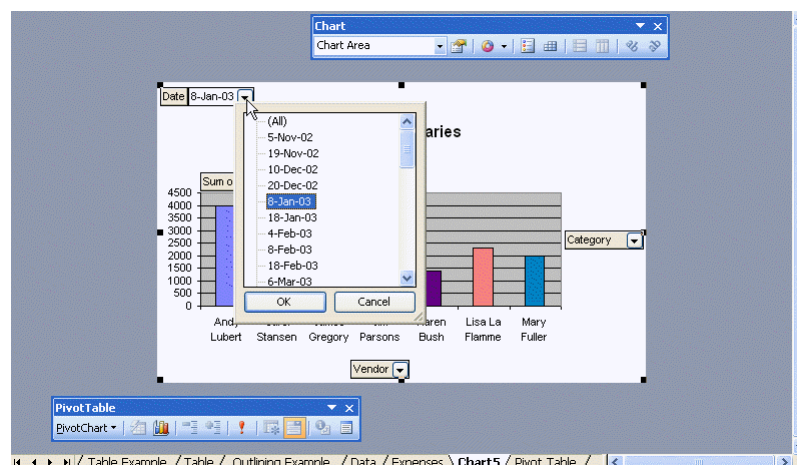 Chart
Chart Area
Date 8-Jan-03
(All)
5-Nov-02
19-Nov-02
10-Dec-02
20-Dec-02
8-Jan-03
18-Jan-03
4-Feb-03
8-Feb-03
18-Feb-03
6-Mar-03
OK Cancel
aries
Sum o
4500
4000
3500
3000
2500
2000
1500
1000
500
0
Category
Andy Lubert
Stansen
Gregory
Parsons
Karen Bush
Lisa La Flamme
Mary Fuller
Vendor
PivotTable
PivotChart
Table Example / Table / Outlining Example / Data / Expenses \ Chart5 / Pivot Table /